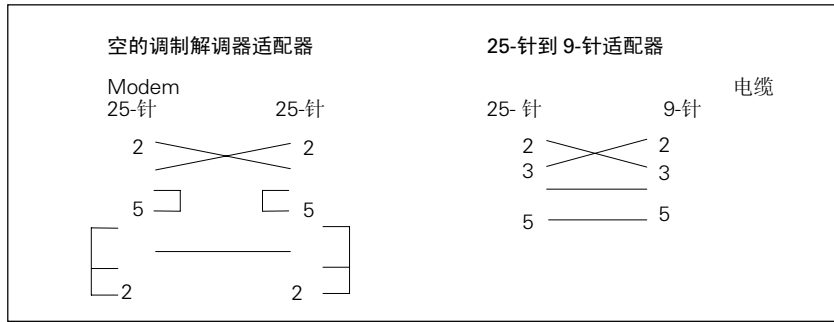 空的调制解调器适配器
Modem
25-针 25-针
2 2
5 5
2 2
25-针到 9-针适配器
电缆
25- 针 9-针
2 2
3 3
5 5